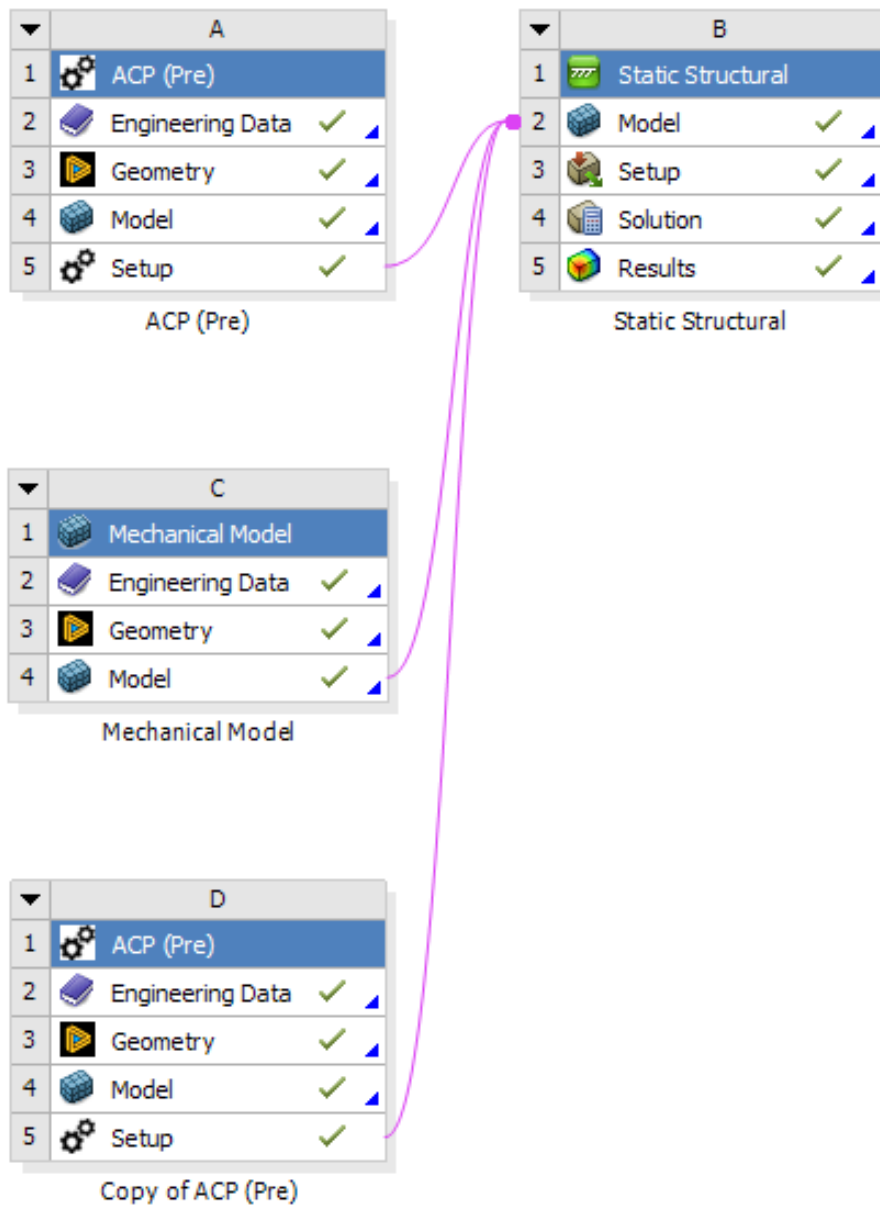 A
1 ACP (Pre)
2 Engineering Data
3 Geometry
4 Model
5 Setup
ACP (Pre)
B
1 Static Structural
2 Model
3 Setup
4 Solution
5 Results
Static Structural
C
1 Mechanical Model
2 Engineering Data
3 Geometry
4 Model
Mechanical Model
D
1 ACP (Pre)
2 Engineering Data
3 Geometry
4 Model
5 Setup
Copy of ACP (Pre)